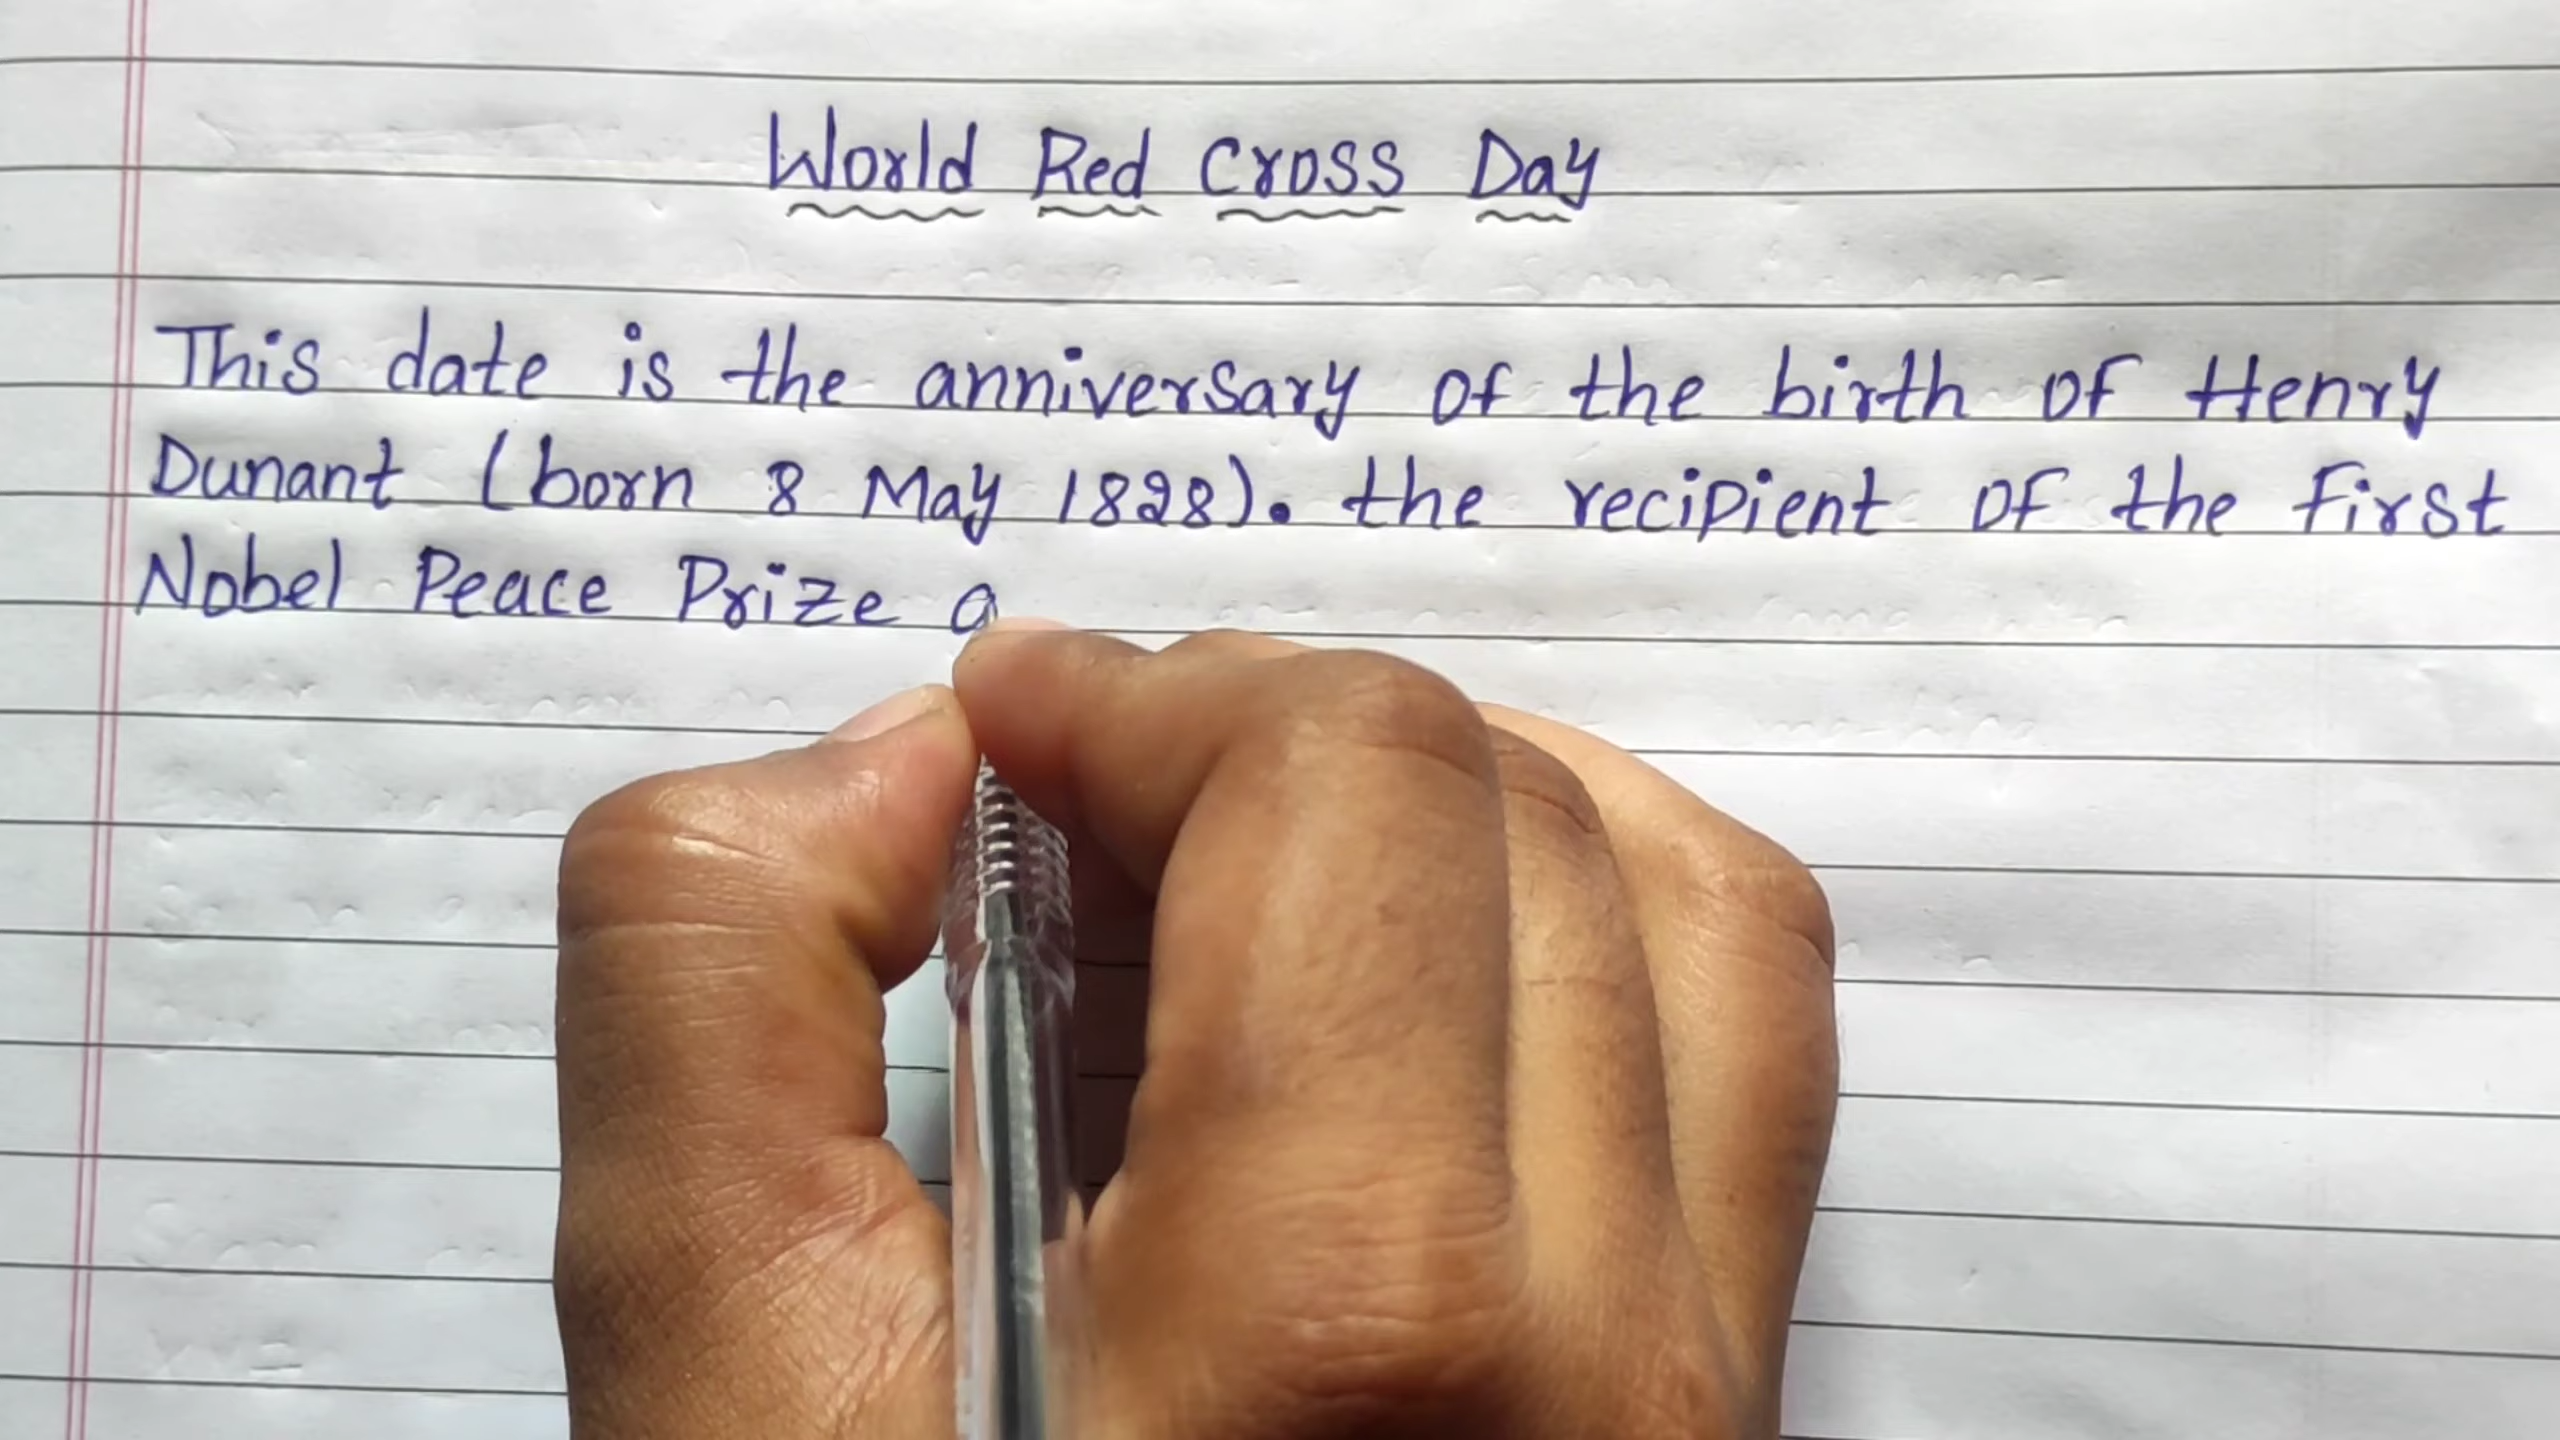 World Red Cross Day
This date is the anniversary of the birth of Henry
Dunant (born 8 May 1828). the recipient of the first
Nobel Peace Prize a